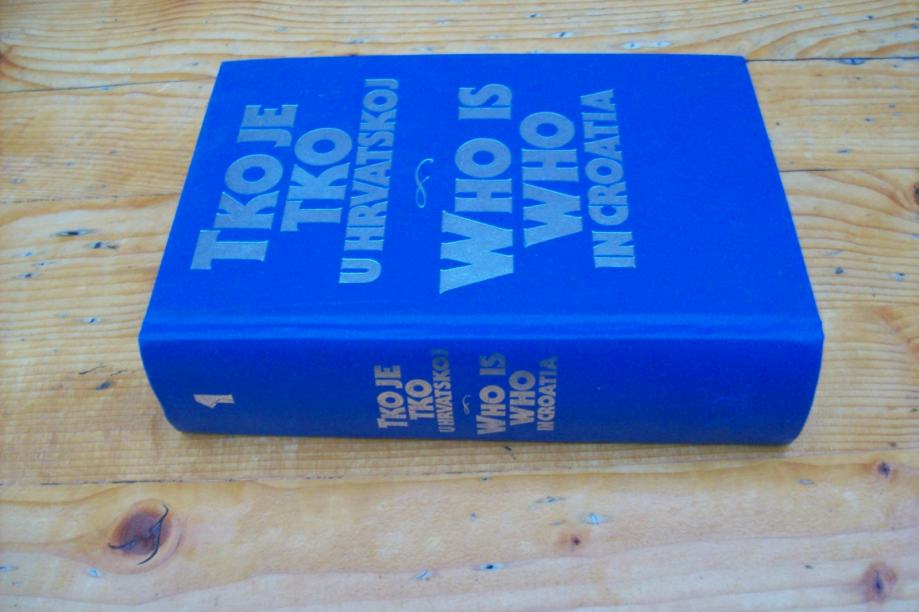 TKO JE
TKO
U HRVATSKOJ
WHO IS
WHO
IN CROATIA
1
TKO JE
TKO
U HRVATSKOJ
WHO IS
WHO
IN CROATIA